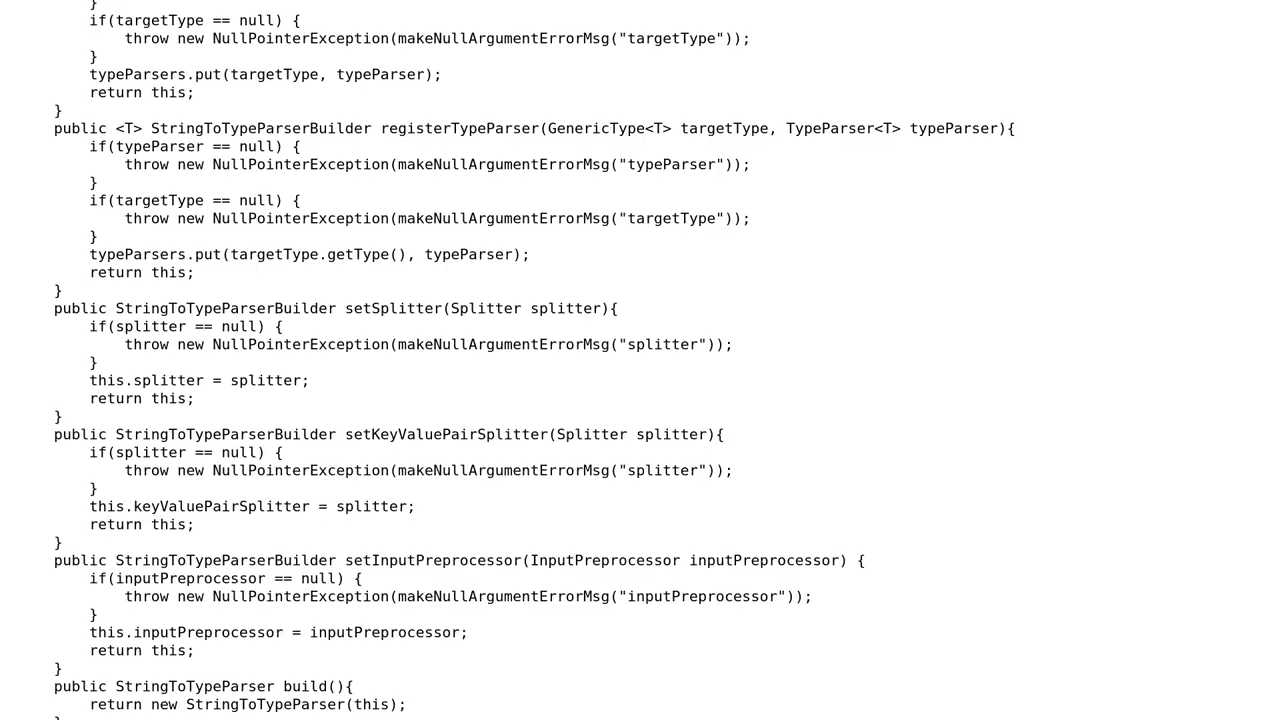 }
if(targetType == null) {
throw new NullPointerException(makeNullArgumentErrorMsg("targetType"));
}
typeParsers.put(targetType, typeParser);
return this;
}
public <T> StringToTypeParserBuilder registerTypeParser(GenericType<T> targetType, TypeParser<T> typeParser){
if(typeParser == null) {
throw new NullPointerException(makeNullArgumentErrorMsg("typeParser"));
}
if(targetType == null) {
throw new NullPointerException(makeNullArgumentErrorMsg("targetType"));
}
typeParsers.put(targetType.getType(), typeParser);
return this;
}
public StringToTypeParserBuilder setSplitter(Splitter splitter){
if(splitter == null) {
throw new NullPointerException(makeNullArgumentErrorMsg("splitter"));
}
this.splitter = splitter;
return this;
}
public StringToTypeParserBuilder setKeyValuePairSplitter(Splitter splitter){
if(splitter == null) {
throw new NullPointerException(makeNullArgumentErrorMsg("splitter"));
}
this.keyValuePairSplitter = splitter;
return this;
}
public StringToTypeParserBuilder setInputPreprocessor(InputPreprocessor inputPreprocessor) {
if(inputPreprocessor == null) {
throw new NullPointerException(makeNullArgumentErrorMsg("inputPreprocessor"));
}
this.inputPreprocessor = inputPreprocessor;
return this;
}
public StringToTypeParser build(){
return new StringToTypeParser(this);
}